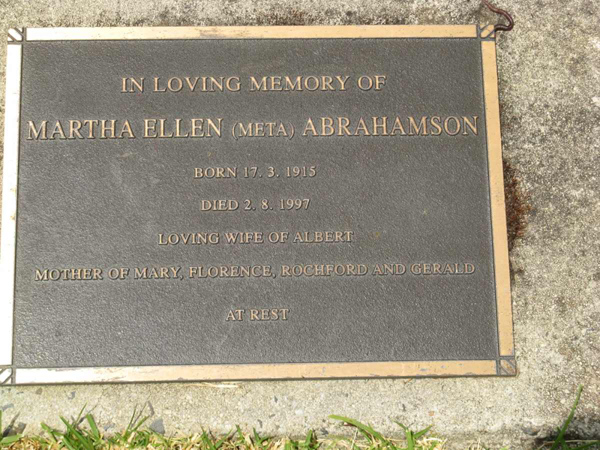 IN LOVING MEMORY OF
MARTHA ELLEN (META) ABRAHAMSON
BORN 17. 3. 1915
DIED 2. 8. 1997
LOVING WIFE OF ALBERT
MOTHER OF MARY, FLORENCE, ROCHFORD AND GERALD
AT REST